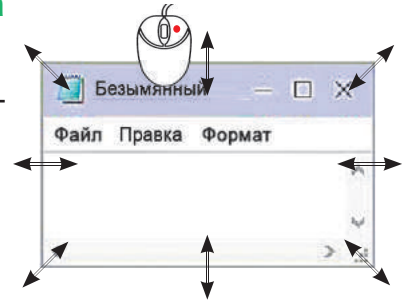 Безымянный
Файл Правка Формат